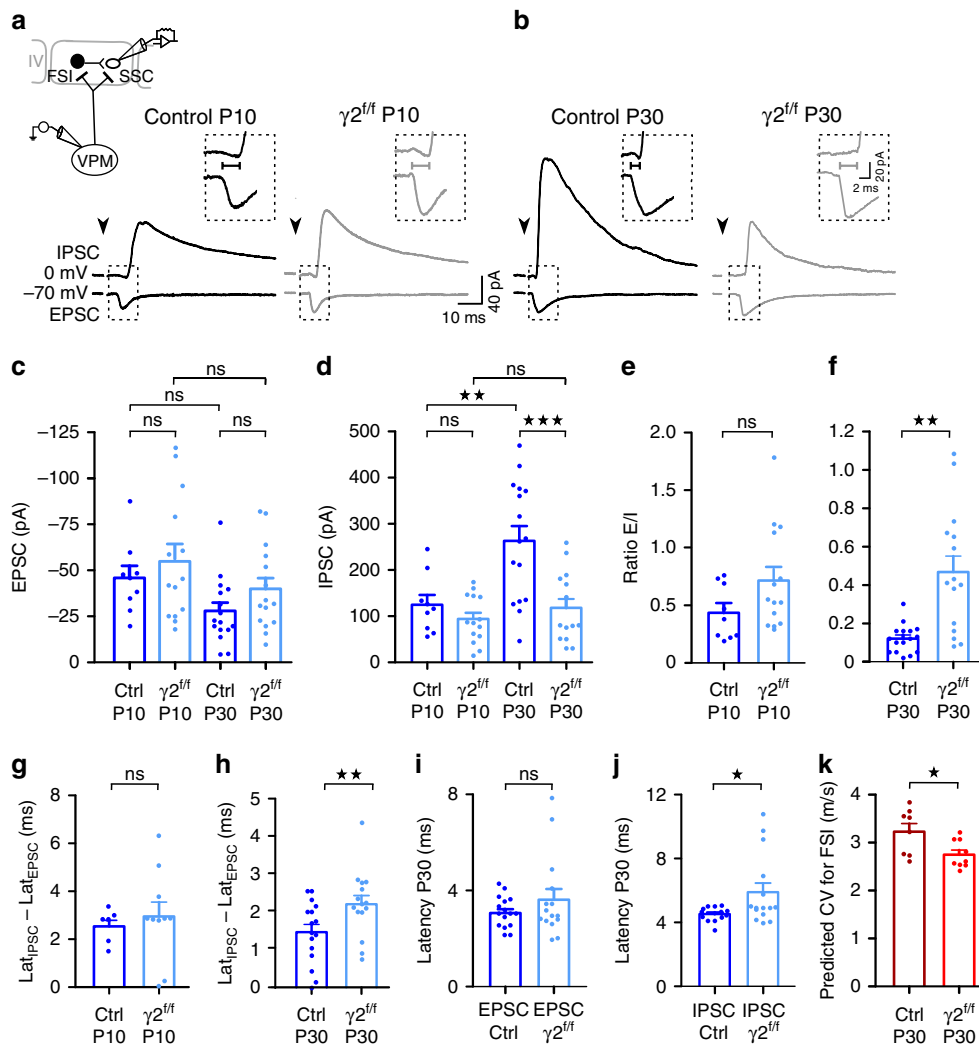 a
b
IV
FSI
SSC
VPM
Control P10
γ2f/f P10
Control P30
γ2f/f P30
20 pA
2 ms
IPSC
0 mV
–70 mV
EPSC
40 pA
10 ms
c
ns
ns
ns
ns
EPSC (pA)
–125
–100
–75
–50
–25
0
Ctrl P10
γ2f/f P10
Ctrl P30
γ2f/f P30
d
ns
★★
ns
★★★
IPSC (pA)
500
400
300
200
100
0
Ctrl P10
γ2f/f P10
Ctrl P30
γ2f/f P30
e
ns
Ratio E/I
2.0
1.5
1.0
0.5
0
Ctrl P10
γ2f/f P10
f
★★
1.2
1.0
0.8
0.6
0.4
0.2
0
Ctrl P30
γ2f/f P30
g
ns
LatIPSC – LatEPSC (ms)
6
4
2
0
Ctrl P10
γ2f/f P10
h
★★
LatIPSC – LatEPSC (ms)
5
4
3
2
1
0
Ctrl P30
γ2f/f P30
i
ns
Latency P30 (ms)
8
4
0
EPSC Ctrl
EPSC γ2f/f
j
★
Latency P30 (ms)
12
8
4
0
IPSC Ctrl
IPSC γ2f/f
k
★
Predicted CV for FSI (m/s)
4
3
2
1
0
Ctrl P30
γ2f/f P30